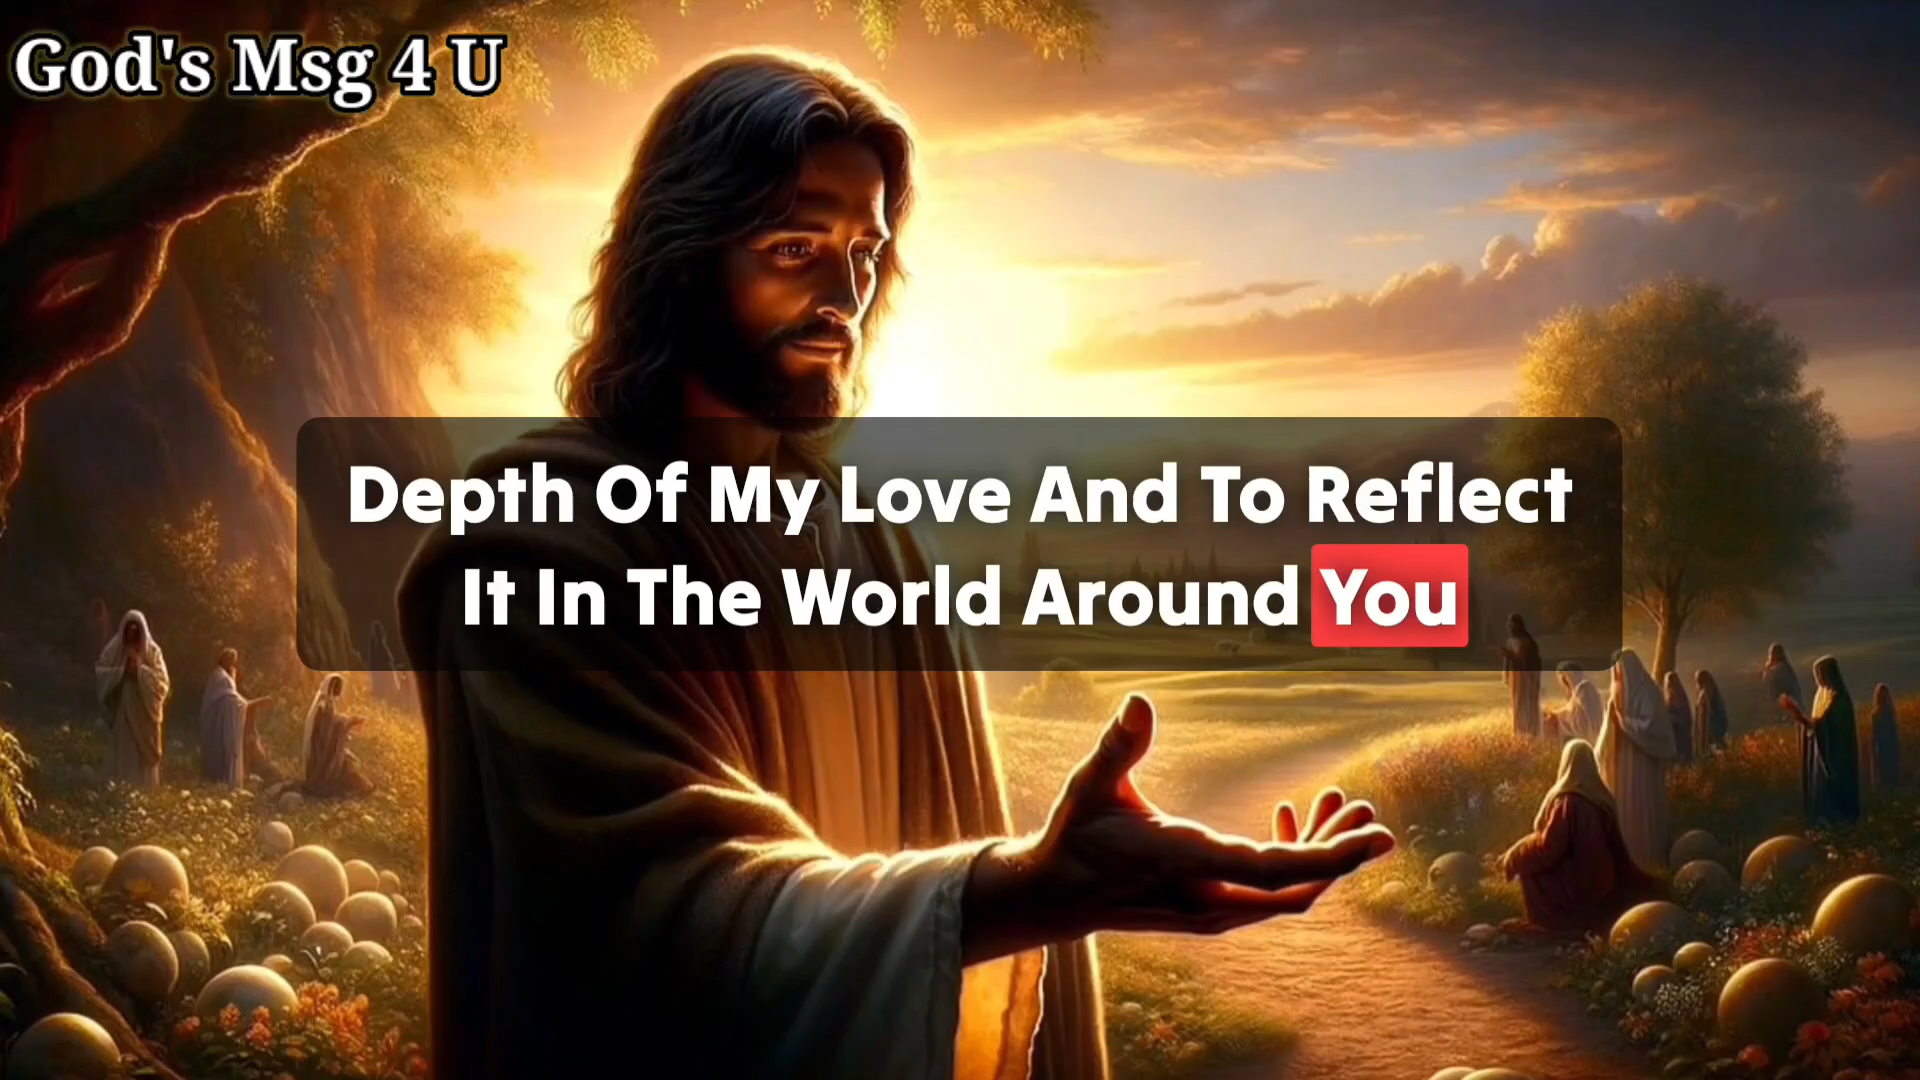 God's Msg 4 U
Depth Of My Love And To Reflect
It In The World Around You